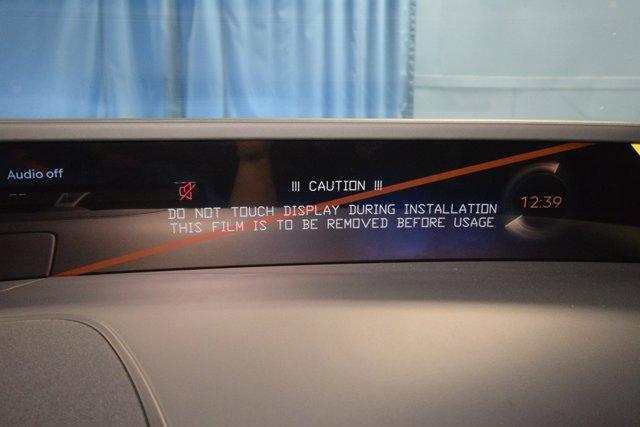 Audio off
!!! CAUTION !!!
DO NOT TOUCH DISPLAY DURING INSTALLATION
THIS FILM IS TO BE REMOVED BEFORE USAGE
12:39